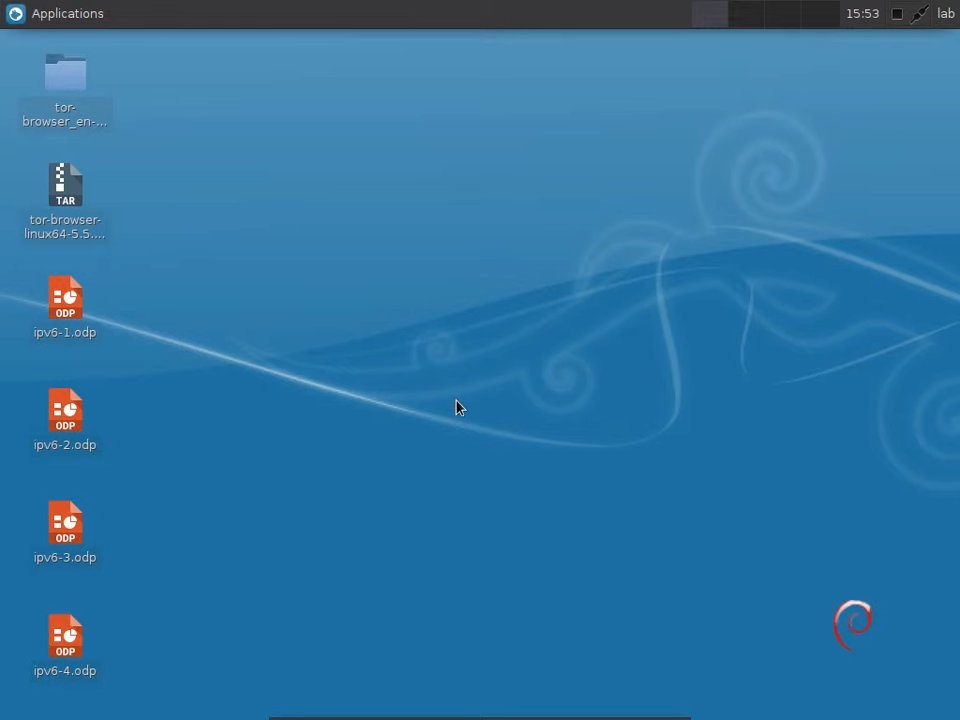 Applications
15:53
lab
tor-
browser_en-...
TAR
tor-browser-
linux64-5.5....
ODP
ipv6-1.odp
ODP
ipv6-2.odp
ODP
ipv6-3.odp
ODP
ipv6-4.odp